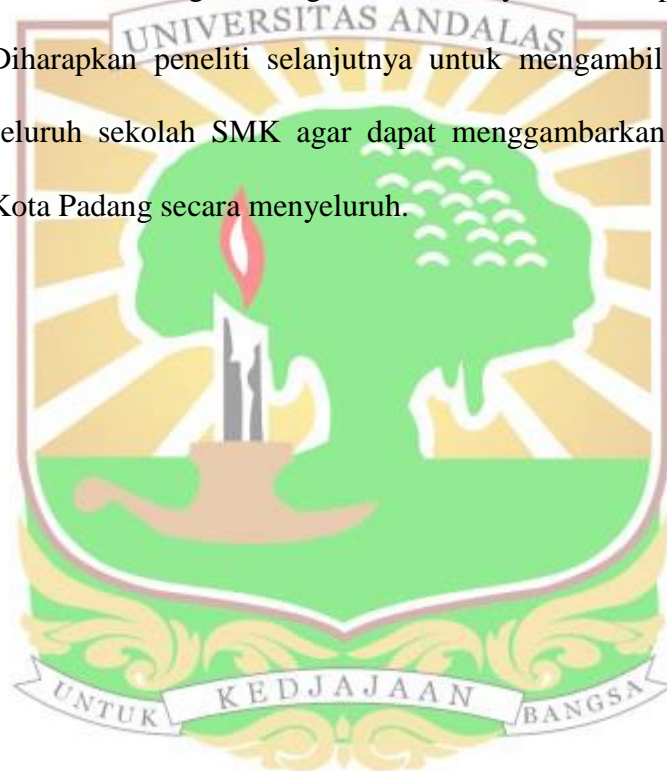 UNIVERSITAS ANDALAS
Diharapkan peneliti selanjutnya untuk mengambil
seluruh sekolah SMK agar dapat menggambarkan
Kota Padang secara menyeluruh.
UNTUK KEDJAJAAN BANGSA